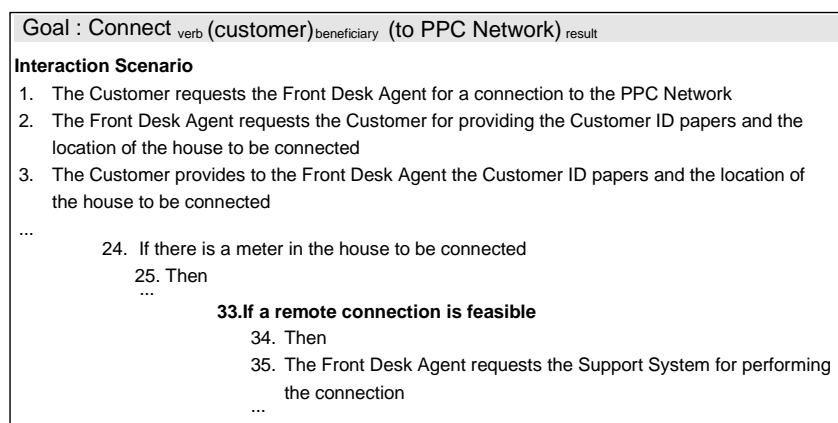 Goal : Connect verb (customer)beneficiary (to PPC Network) result
Interaction Scenario
1. The Customer requests the Front Desk Agent for a connection to the PPC Network
2. The Front Desk Agent requests the Customer for providing the Customer ID papers and the
location of the house to be connected
3. The Customer provides to the Front Desk Agent the Customer ID papers and the location of
the house to be connected
...
24. If there is a meter in the house to be connected
25. Then
...
33.If a remote connection is feasible
34. Then
35. The Front Desk Agent requests the Support System for performing
the connection
...